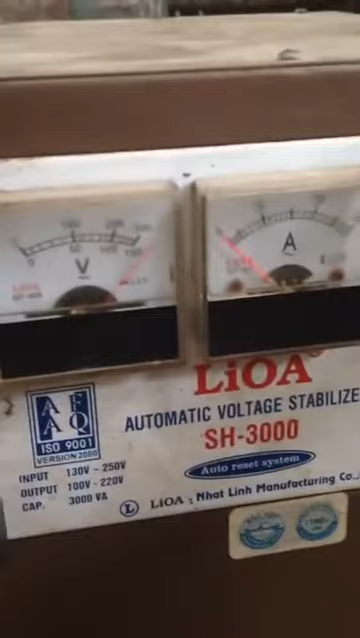 V
A
LiOA
AUTOMATIC VOLTAGE STABILIZE
SH-3000
Auto reset system
AFAQ
ISO 9001
VERSION 2000
INPUT 130V ~ 250V
OUTPUT 100V - 220V
CAP. 3000 VA
LiOA : Nhat Linh Manufacturing Co.,